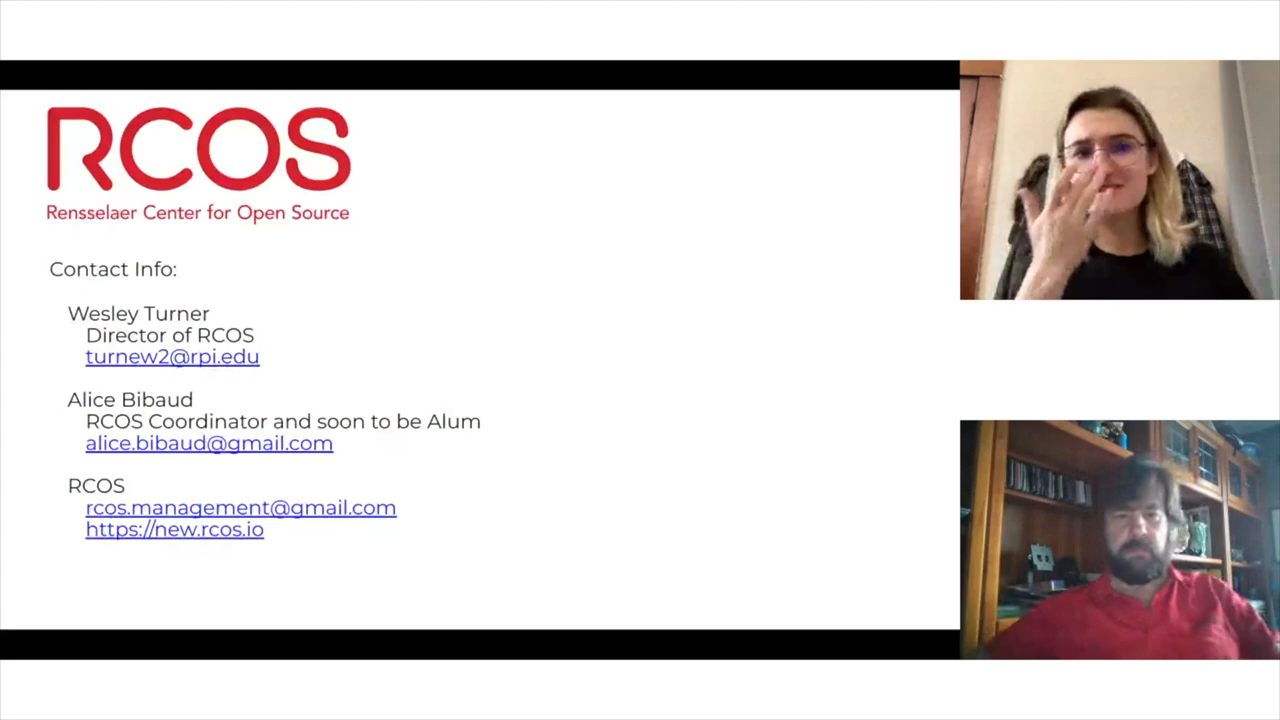 RCOS
Rensselaer Center for Open Source
Contact Info:
Wesley Turner
Director of RCOS
turnew2@rpi.edu
Alice Bibaud
RCOS Coordinator and soon to be Alum
alice.bibaud@gmail.com
RCOS
rcos.management@gmail.com
https://new.rcos.io